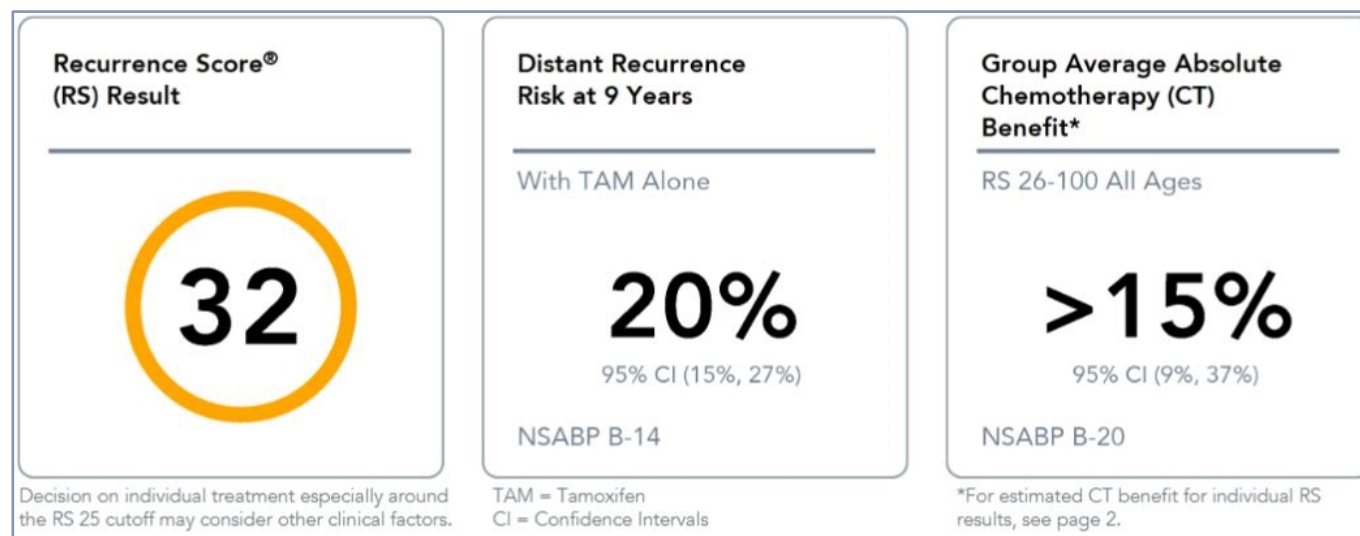 Recurrence Score®
(RS) Result
32
Decision on individual treatment especially around
the RS 25 cutoff may consider other clinical factors.
Distant Recurrence
Risk at 9 Years
With TAM Alone
20%
95% CI (15%, 27%)
NSABP B-14
TAM = Tamoxifen
CI = Confidence Intervals
Group Average Absolute
Chemotherapy (CT)
Benefit*
RS 26-100 All Ages
>15%
95% CI (9%, 37%)
NSABP B-20
*For estimated CT benefit for individual RS
results, see page 2.